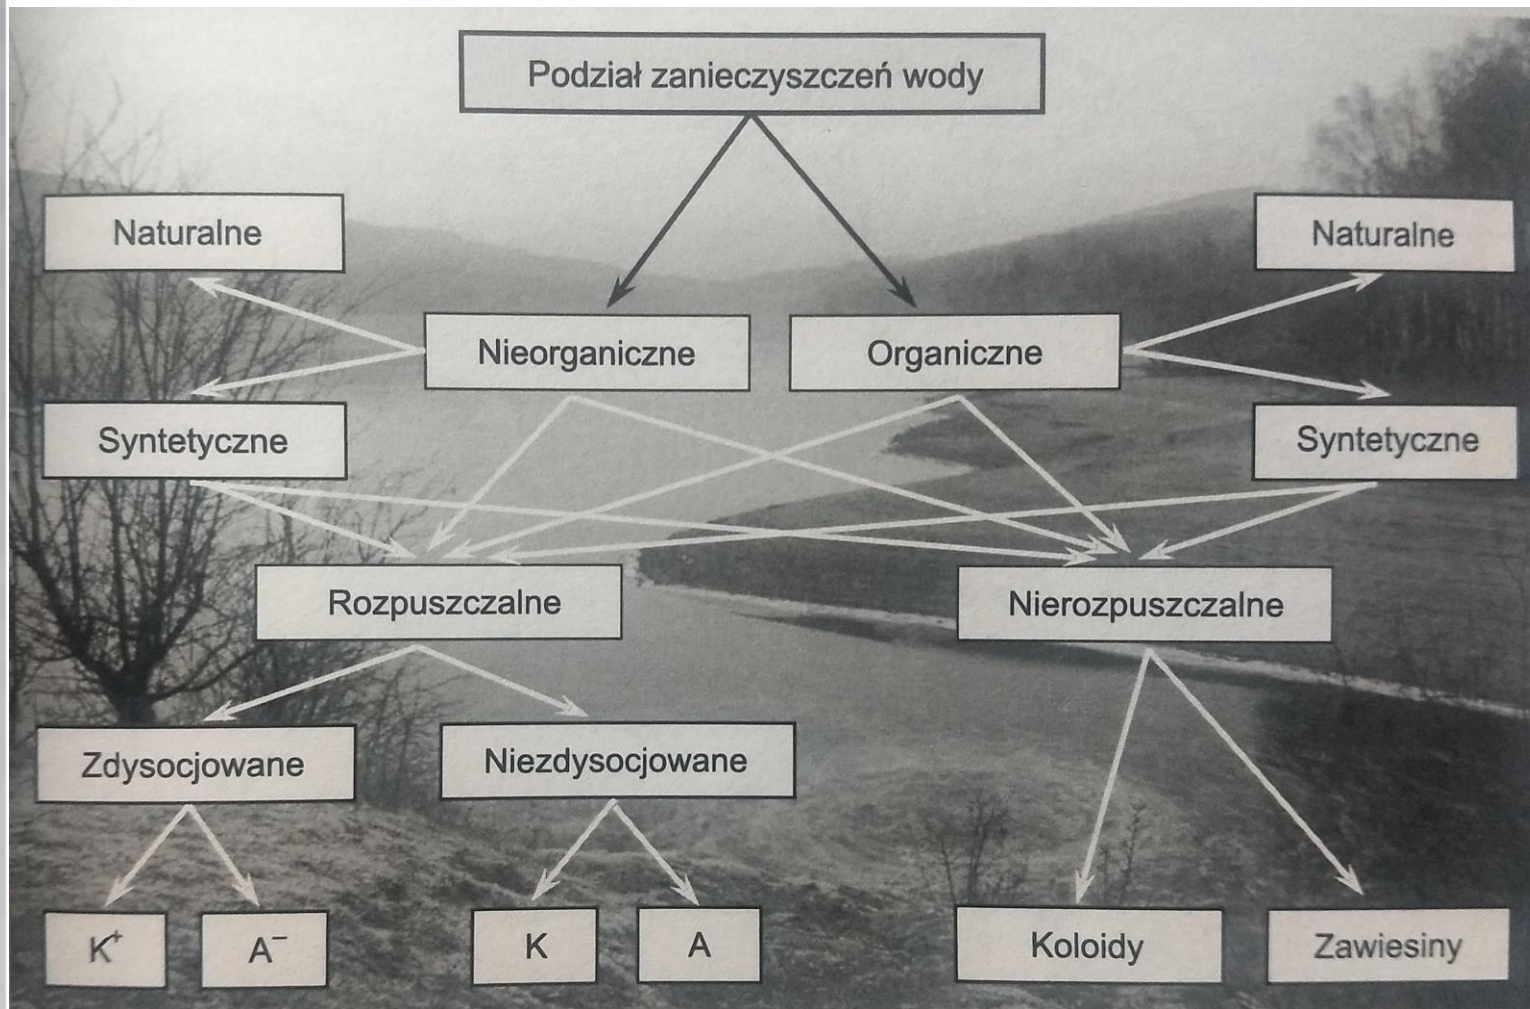 Podział zanieczyszczeń wody
Naturalne
Naturalne
Nieorganiczne
Organiczne
Syntetyczne
Syntetyczne
Rozpuszczalne
Nierozpuszczalne
Zdysocjowane
Niezdysocjowane
K⁺
A⁻
K
A
Koloidy
Zawiesiny